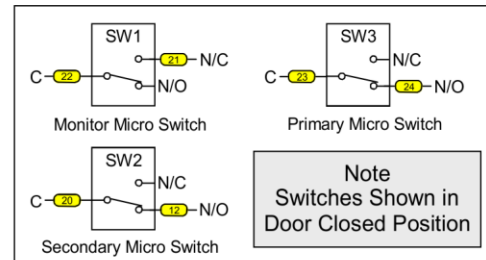 SW1
21 N/C
C 22
N/O
Monitor Micro Switch
SW3
N/C
C 23
24 N/O
Primary Micro Switch
SW2
N/C
C 20
12 N/O
Secondary Micro Switch
Note
Switches Shown in
Door Closed Position